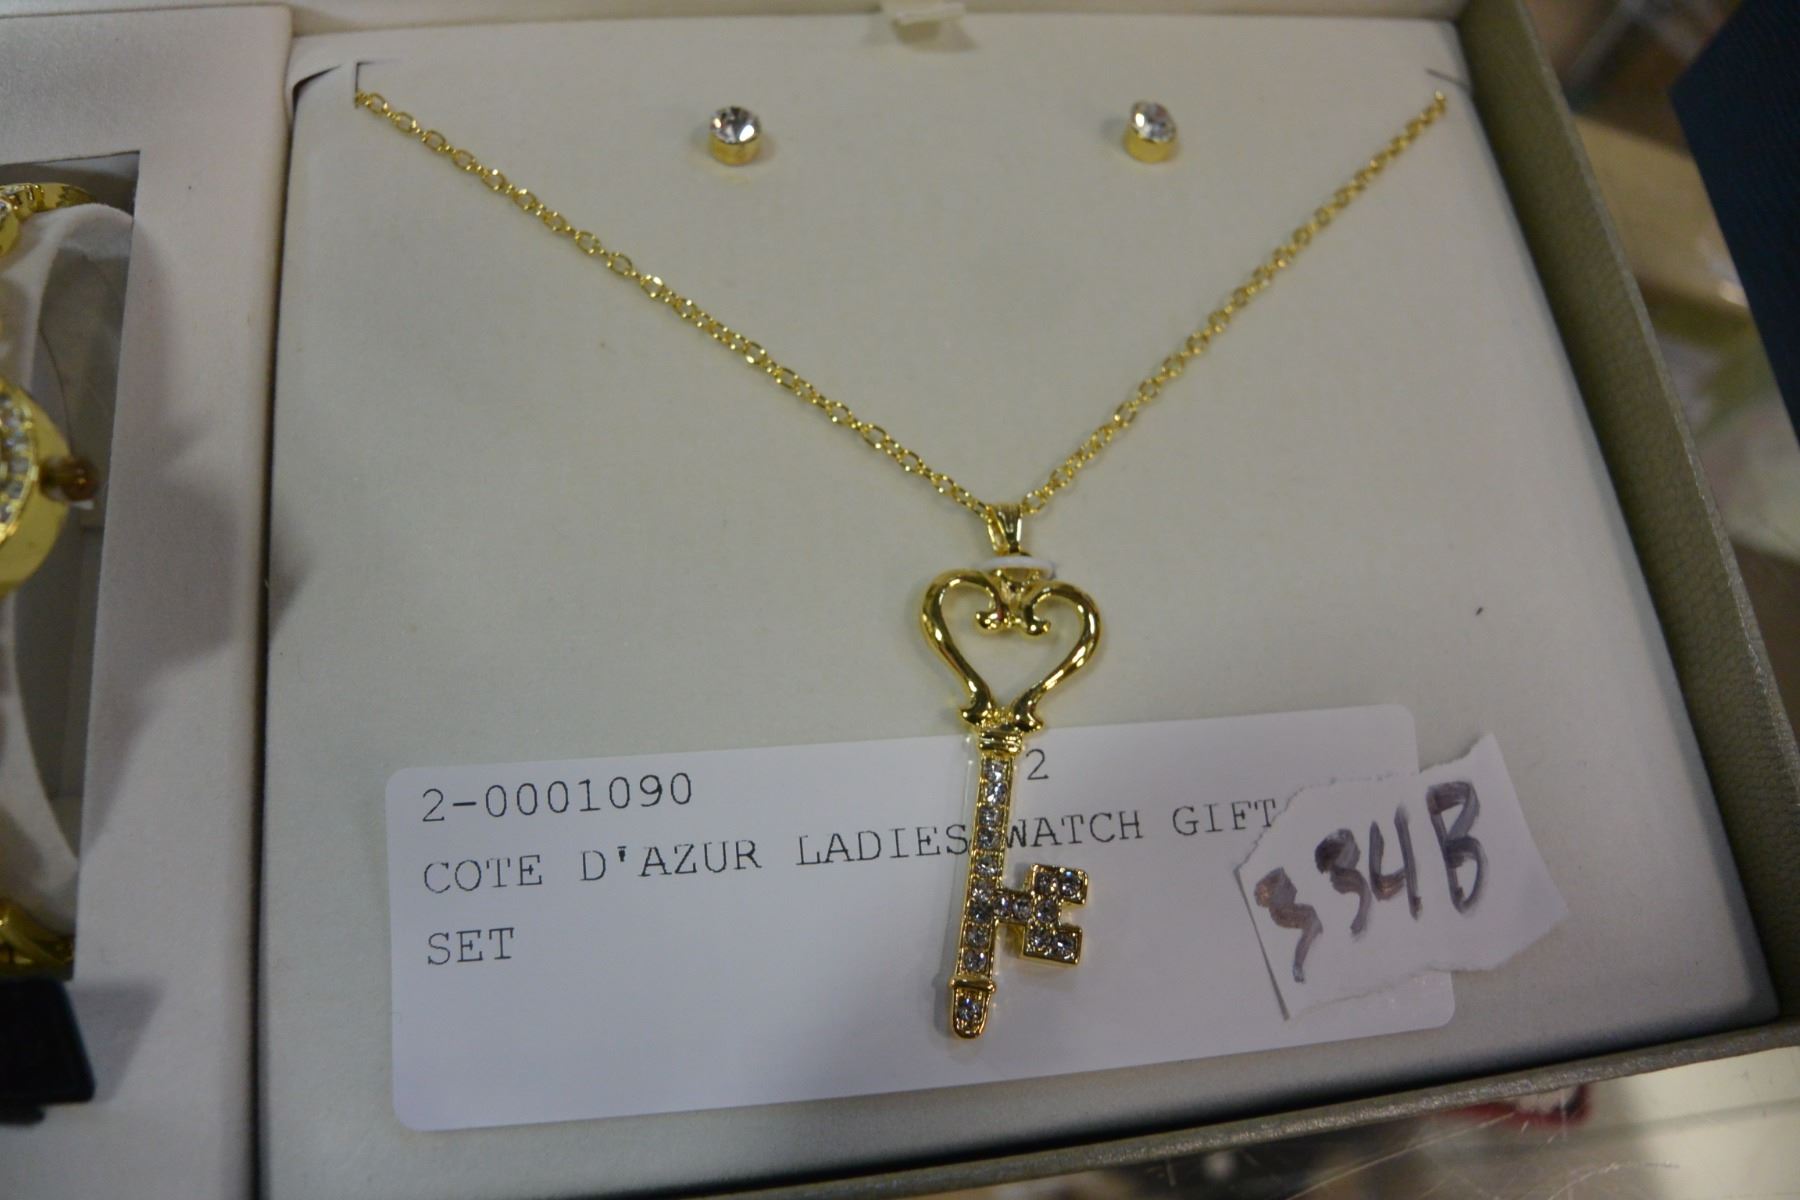 2-0001090 2
COTE D'AZUR LADIES WATCH GIFT
SET
334B